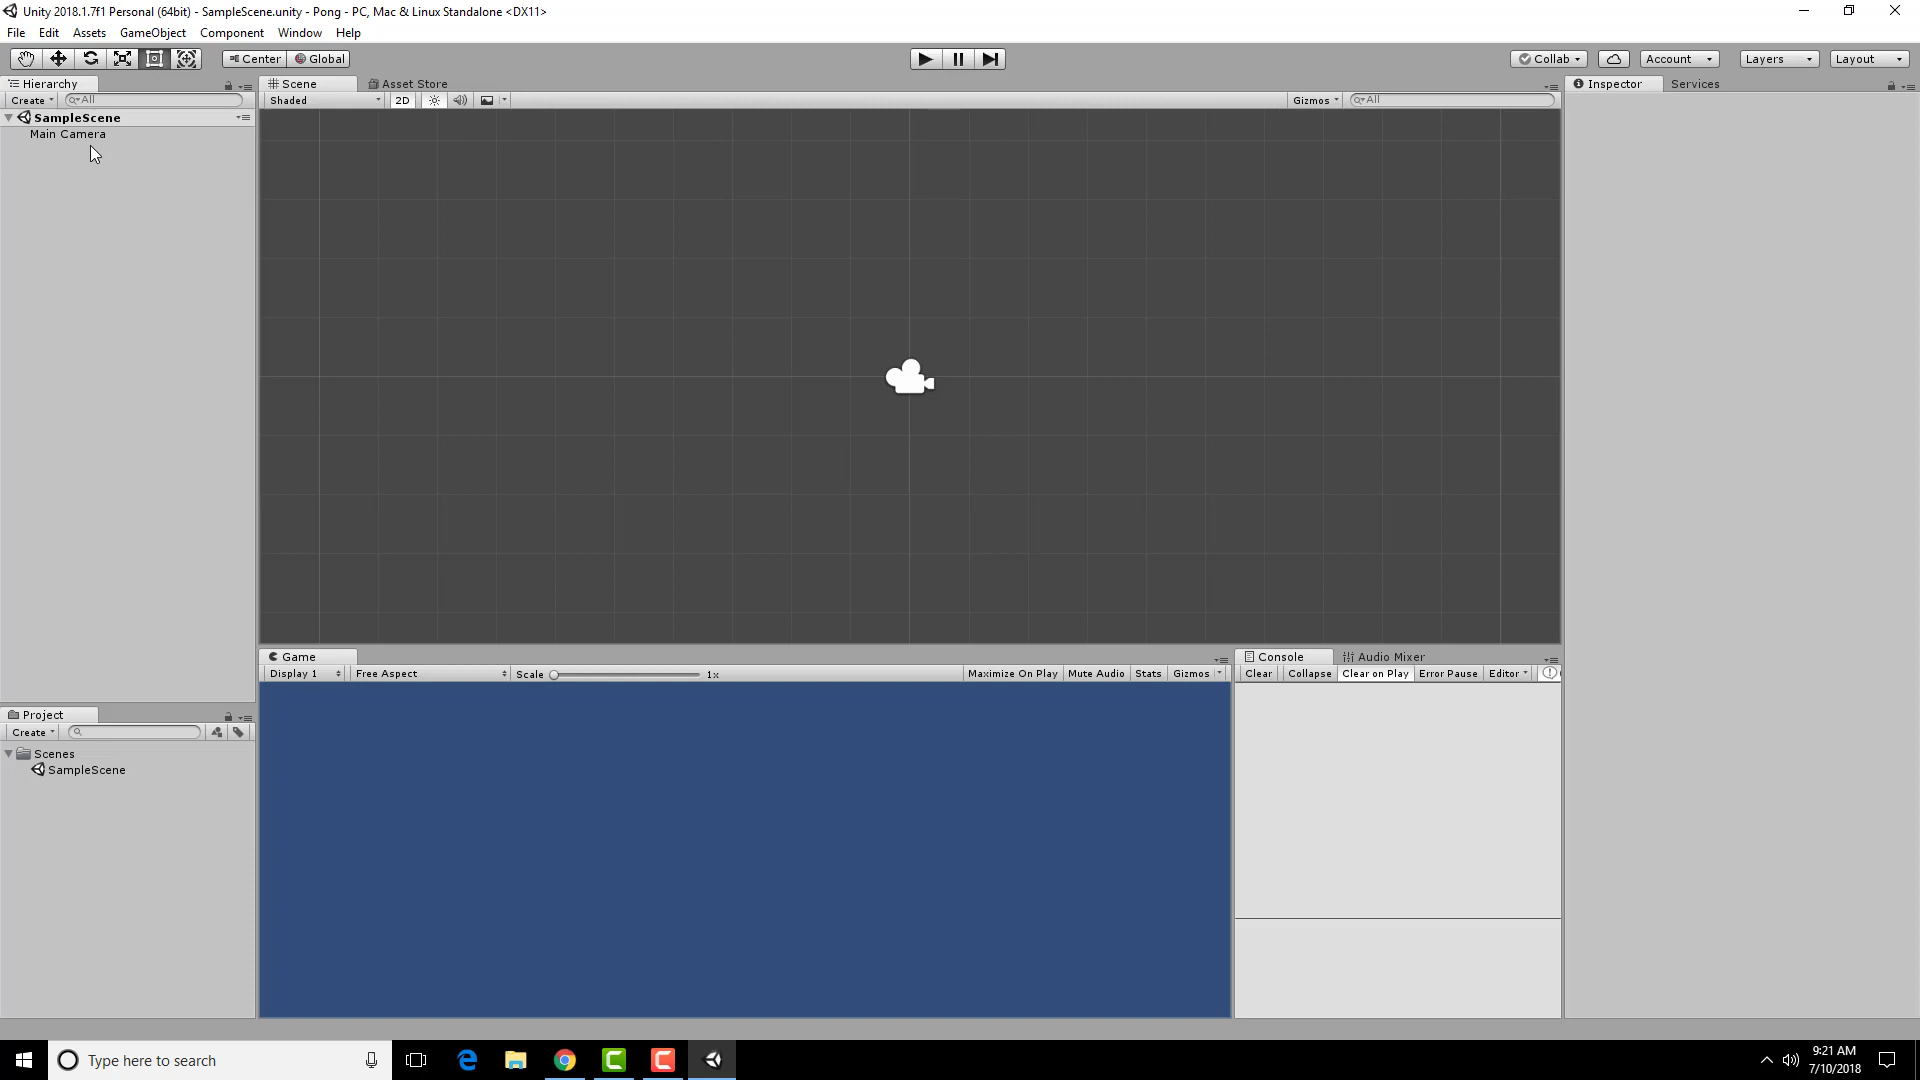 Unity 2018.1.7f1 Personal (64bit) - SampleScene.unity - Pong - PC, Mac & Linux Standalone <DX11>
File Edit Assets GameObject Component Window Help
Center Global Collab Account Layers Layout
Hierarchy Scene Asset Store Inspector Services
Create All Shaded 2D Gizmos All
SampleScene
Main Camera
Game Console Audio Mixer
Display 1 Free Aspect Scale 1x Maximize On Play Mute Audio Stats Gizmos Clear Collapse Clear on Play Error Pause Editor
Project
Create
Scenes
SampleScene
Type here to search
9:21 AM
7/10/2018